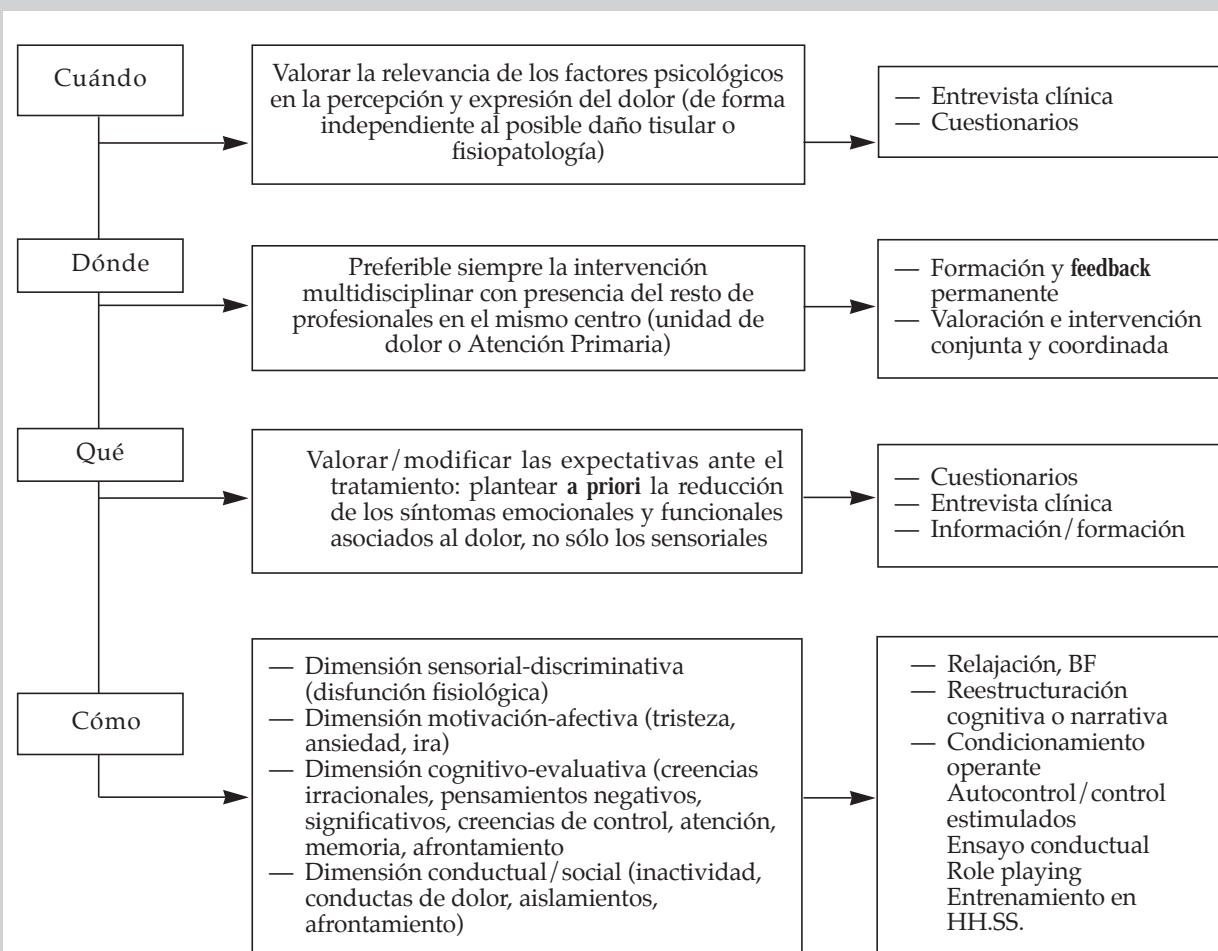 Cuándo
Valorar la relevancia de los factores psicológicos
en la percepción y expresión del dolor (de forma
independiente al posible daño tisular o
fisiopatología)
— Entrevista clínica
— Cuestionarios
Dónde
Preferible siempre la intervención
multidisciplinar con presencia del resto de
profesionales en el mismo centro (unidad de
dolor o Atención Primaria)
— Formación y feedback
permanente
— Valoración e intervención
conjunta y coordinada
Qué
Valorar/modificar las expectativas ante el
tratamiento: plantear a priori la reducción
de los síntomas emocionales y funcionales
asociados al dolor, no sólo los sensoriales
— Cuestionarios
— Entrevista clínica
— Información/formación
Cómo
— Dimensión sensorial-discriminativa
(disfunción fisiológica)
— Dimensión motivación-afectiva (tristeza,
ansiedad, ira)
— Dimensión cognitivo-evaluativa (creencias
irracionales, pensamientos negativos,
significativos, creencias de control, atención,
memoria, afrontamiento
— Dimensión conductual/social (inactividad,
conductas de dolor, aislamientos,
afrontamiento)
— Relajación, BF
— Reestructuración
cognitiva o narrativa
— Condicionamiento
operante
Autocontrol/control
estimulados
Ensayo conductual
Role playing
Entrenamiento en
HH.SS.